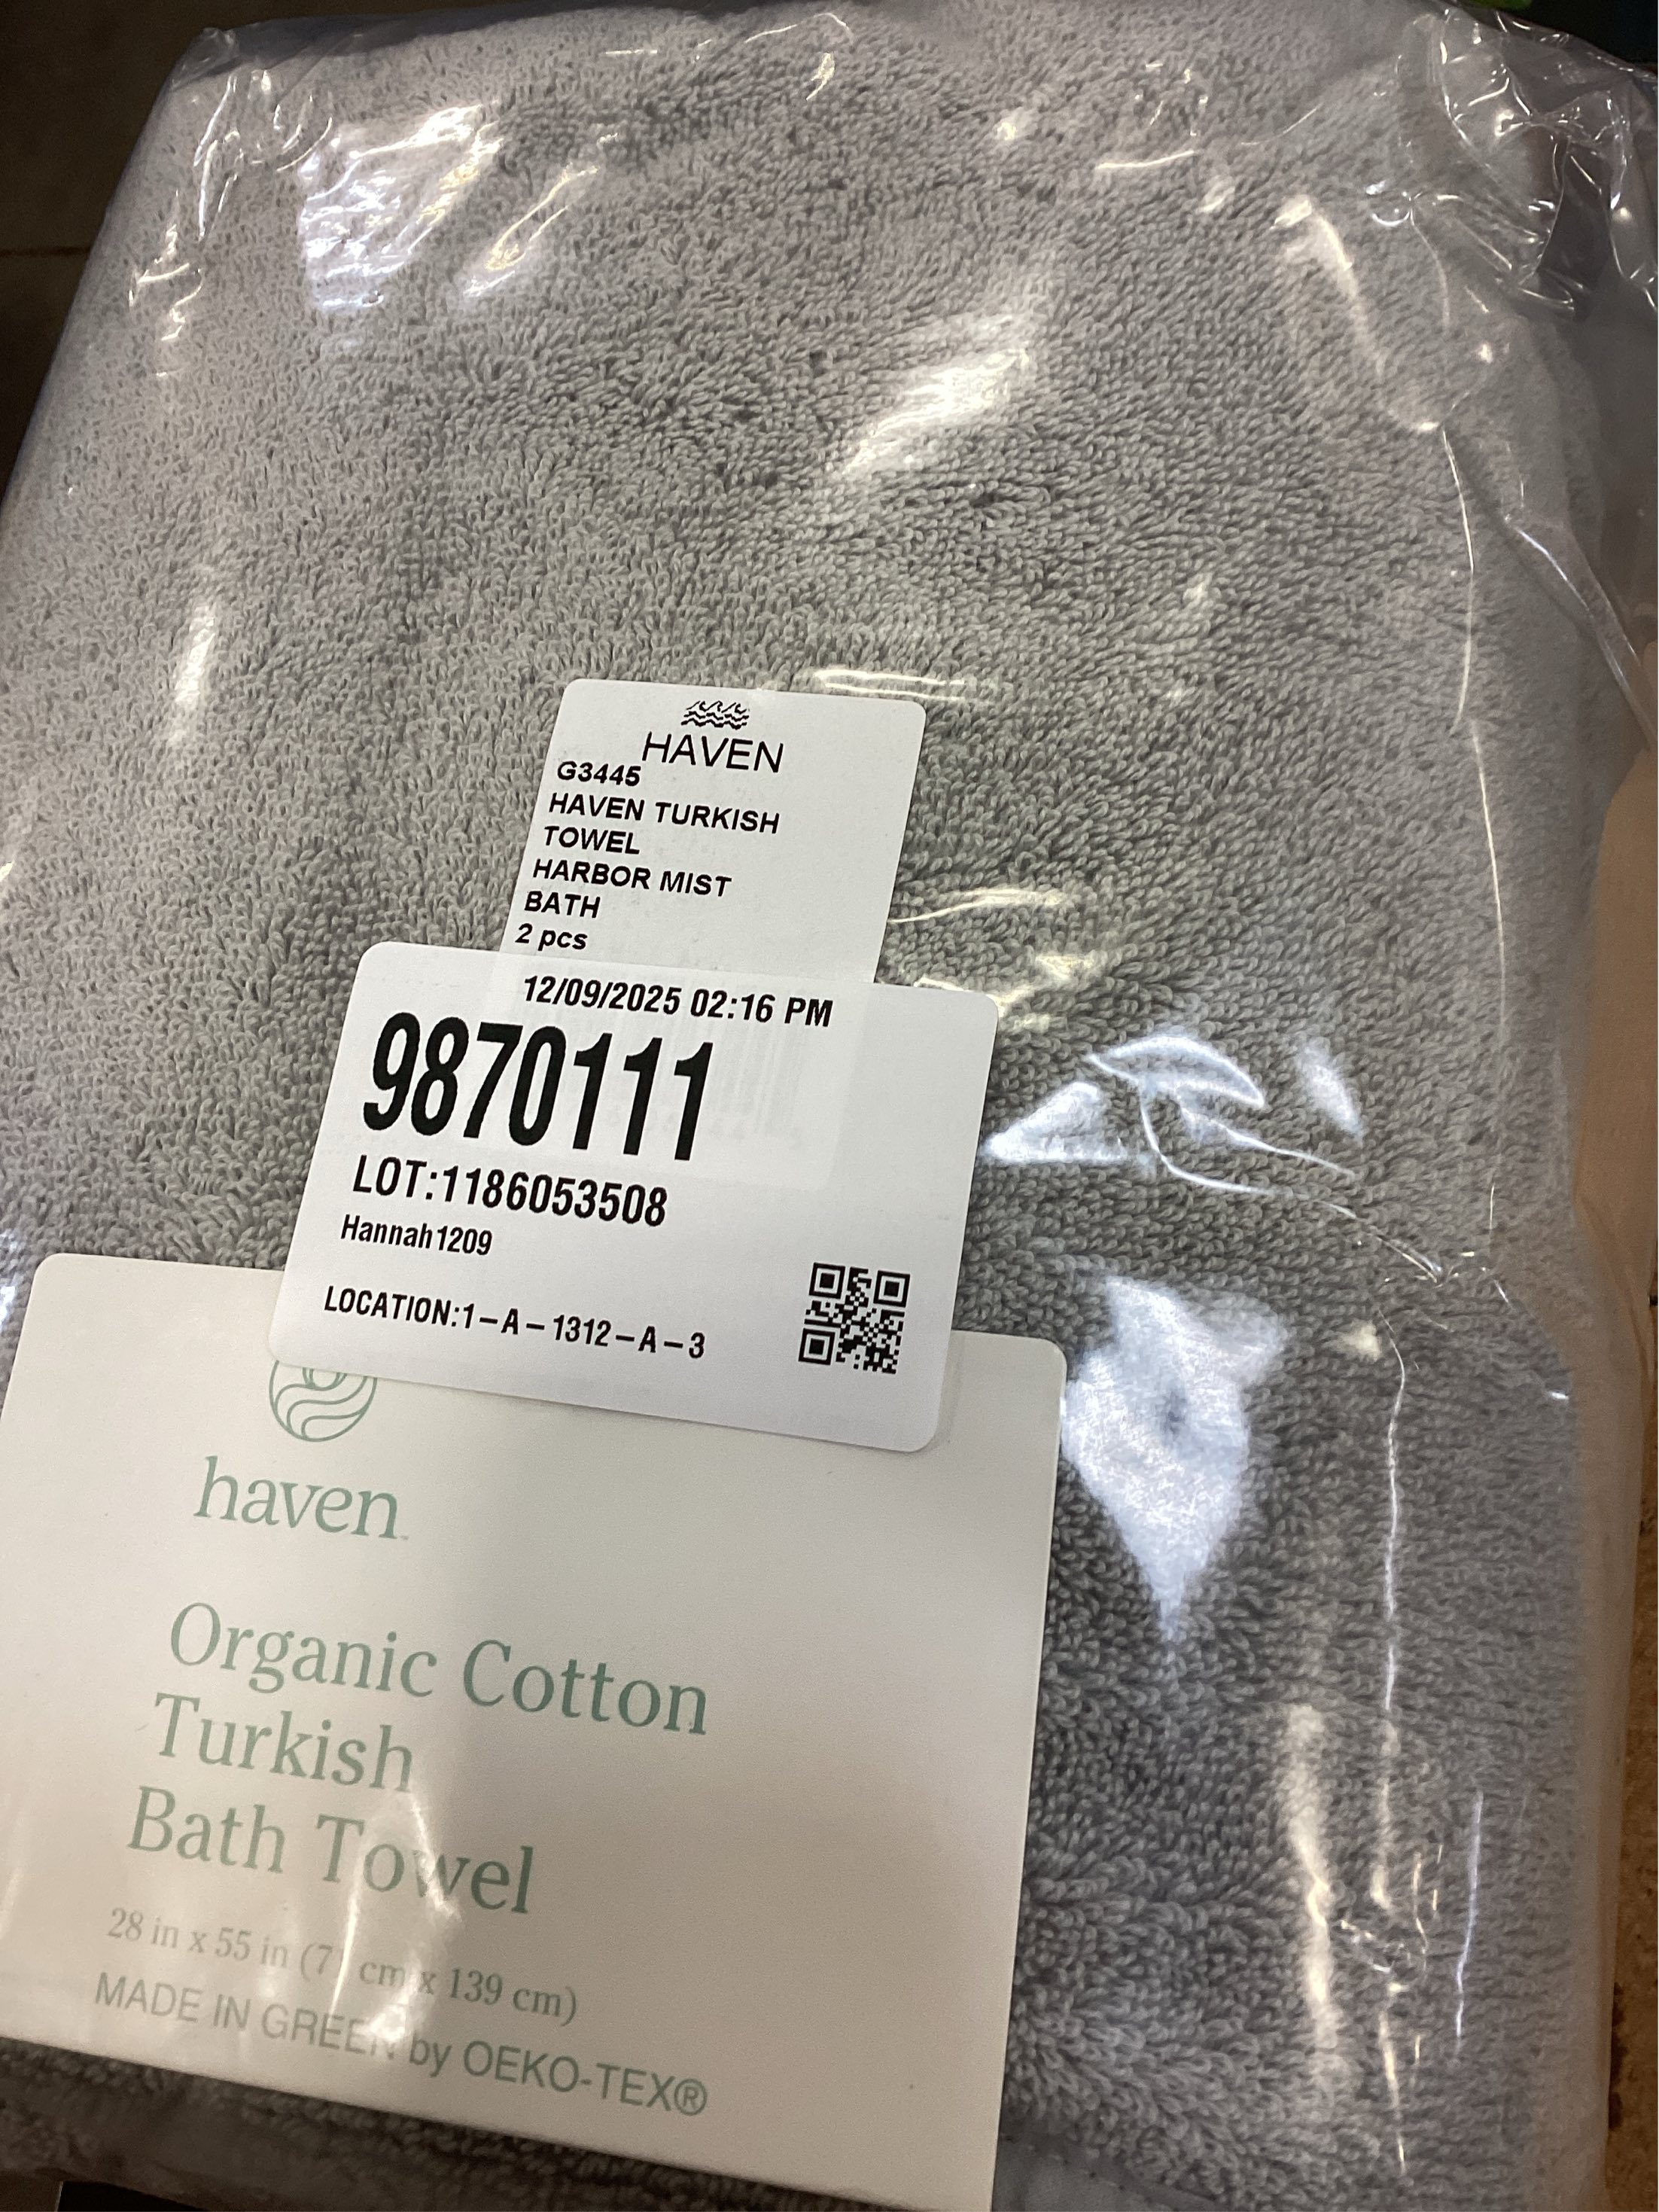 HAVEN
G3445
HAVEN TURKISH
TOWEL
HARBOR MIST
BATH
2 pcs
12/09/2025 02:16 PM
9870111
LOT:1186053508
Hannah1209
LOCATION:1-A-1312-A-3
haven
Organic Cotton
Turkish
Bath Towel
28 in x 55 in (7 cm x 139 cm)
MADE IN GREEN by OEKO-TEX®